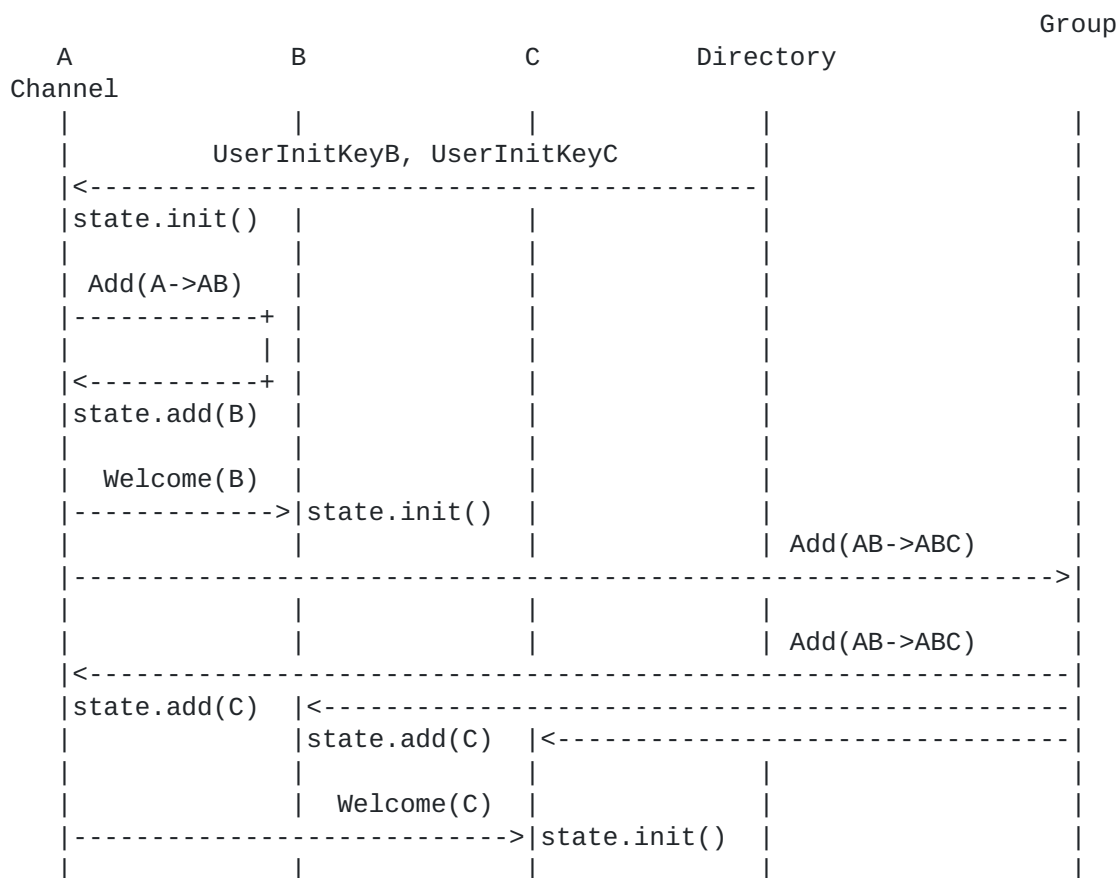 Group
A B C Directory
Channel
UserInitKeyB, UserInitKeyC
state.init()
Add(A->AB)
state.add(B)
Welcome(B)
state.init()
Add(AB->ABC)
Add(AB->ABC)
state.add(C)
state.add(C)
Welcome(C)
state.init()